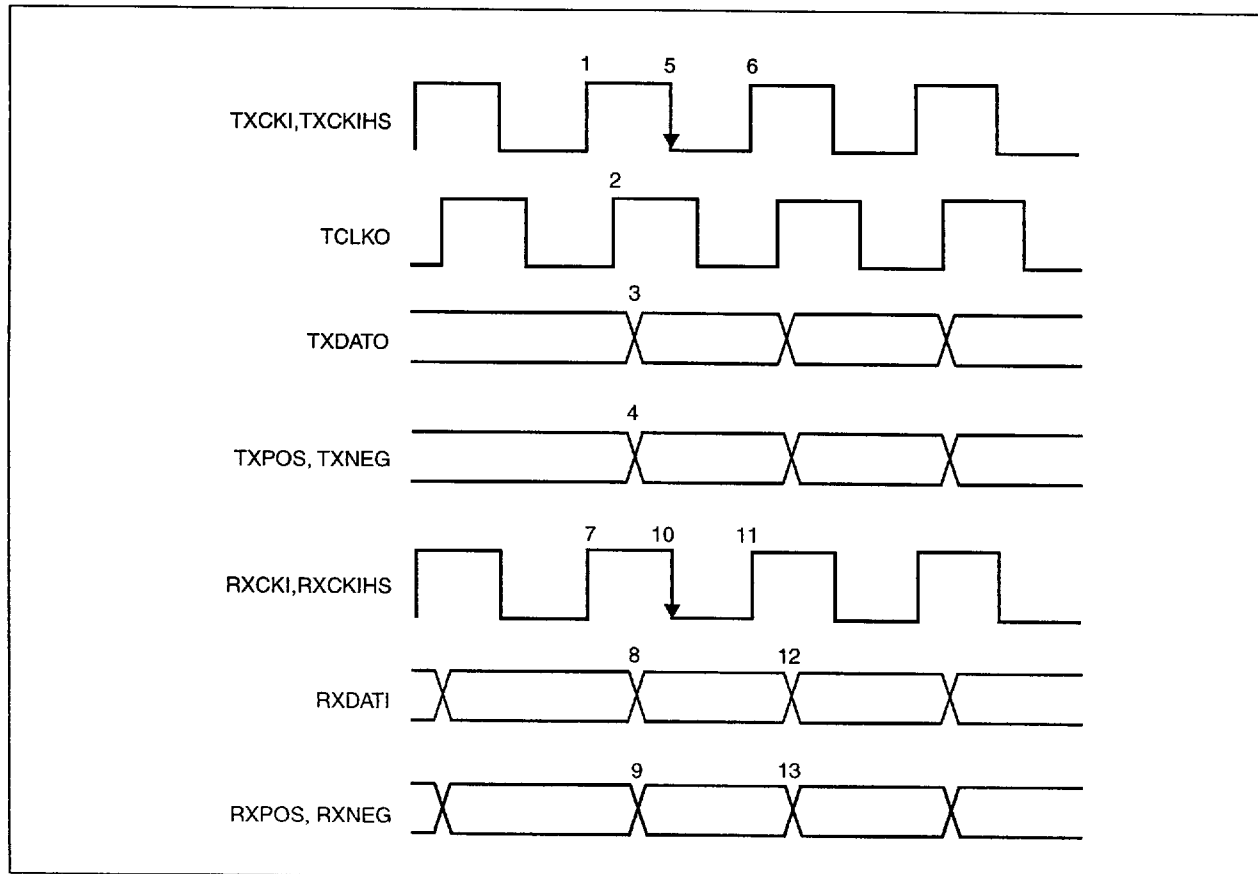 1 5 6
TXCKI,TXCKIHS
2
TCLKO
3
TXDATO
4
TXPOS, TXNEG
7 10 11
RXCKI,RXCKIHS
8 12
RXDATI
9 13
RXPOS, RXNEG